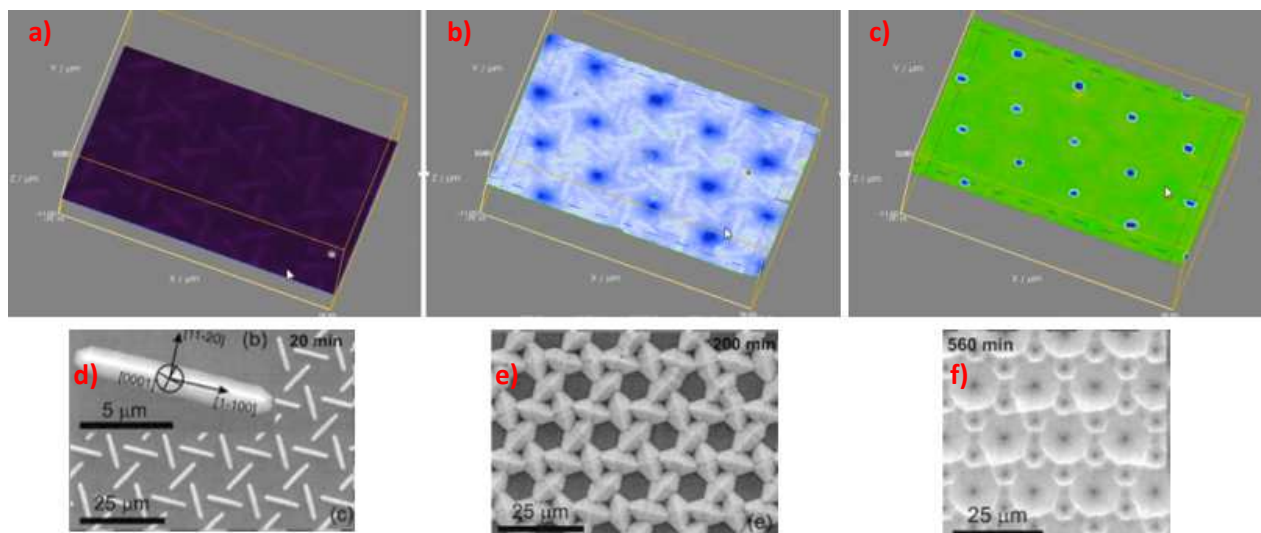 a)
b)
c)
Y / µm
Y / µm
Y / µm
Z / µm
Z / µm
Z / µm
X / µm
X / µm
X / µm
d)
(b)
[11-20]
20 min
[0001]
[1-100]
5 µm
25 µm
(c)
e)
200 min
25 µm
(e)
f)
560 min
25 µm